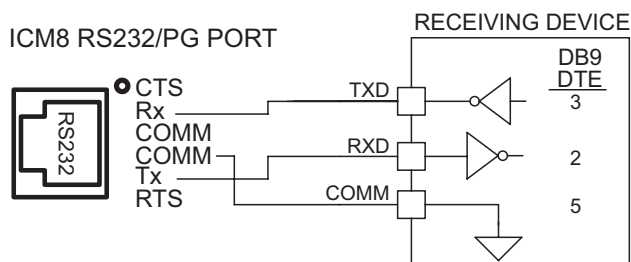 RECEIVING DEVICE
ICM8 RS232/PG PORT
DB9
DTE
CTS
Rx
COMM
COMM
Tx
RTS
RS232
TXD
3
RXD
2
COMM
5